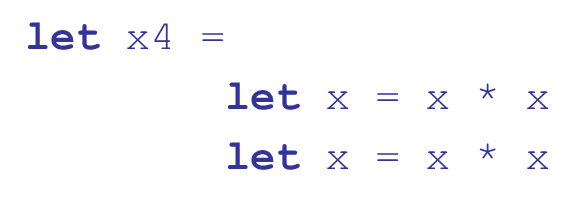 let x4 =
let x = x * x
let x = x * x